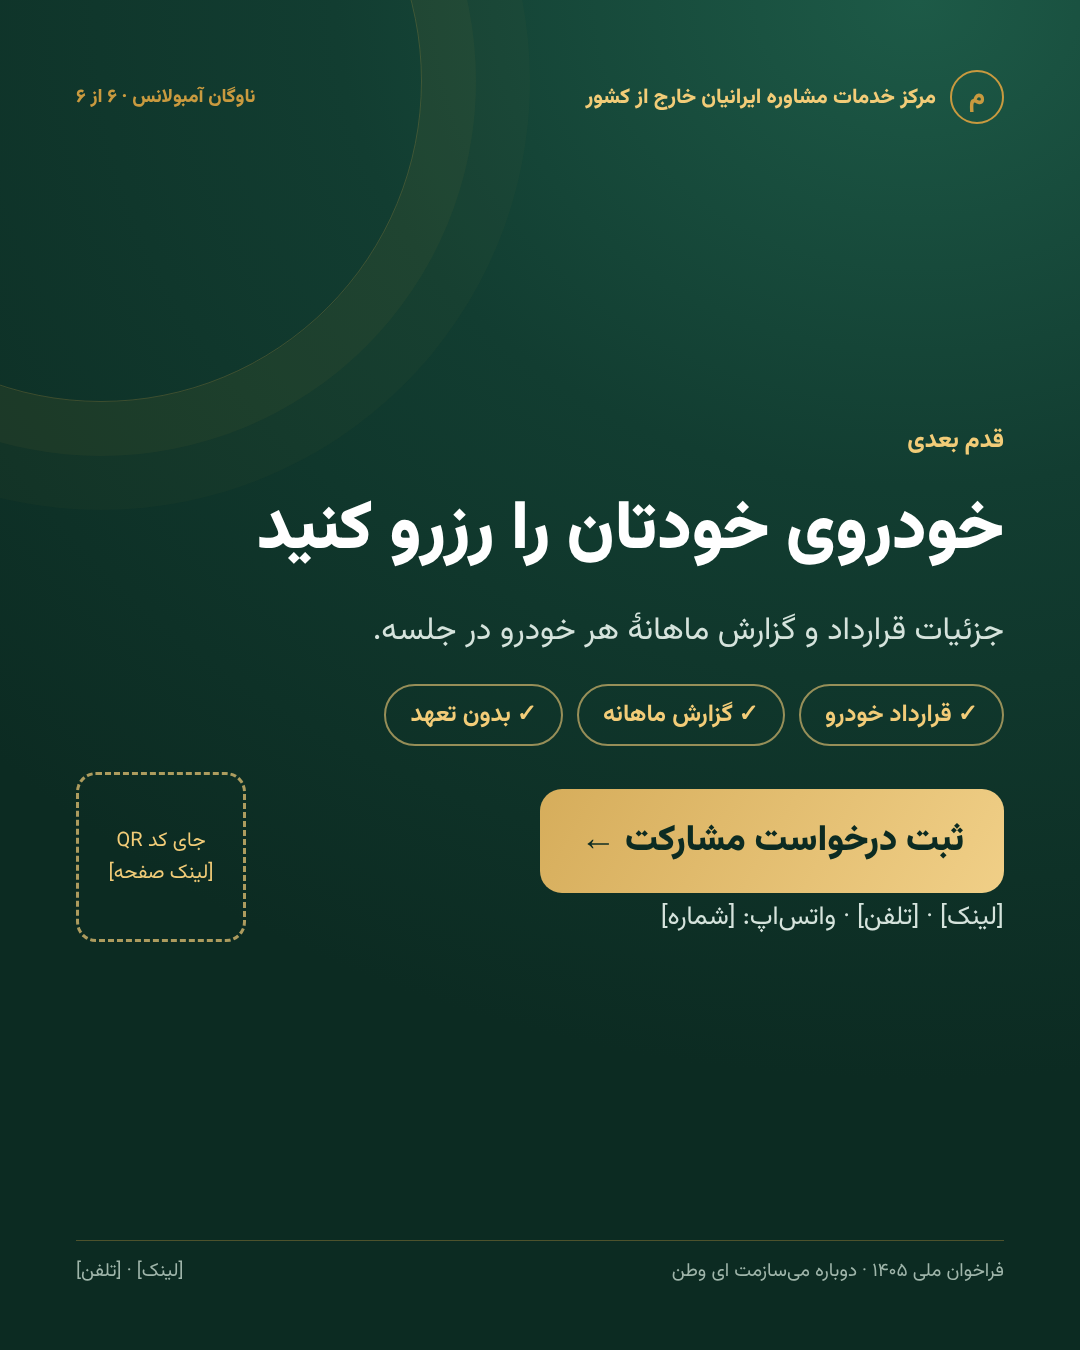 م
مرکز خدمات مشاوره ایرانیان خارج از کشور
ناوگان آمبولانس · ۶ از ۶
قدم بعدی
خودروی خودتان را رزرو کنید
جزئیات قرارداد و گزارش ماهانهٔ هر خودرو در جلسه.
✓ قرارداد خودرو
✓ گزارش ماهانه
✓ بدون تعهد
ثبت درخواست مشارکت ←
[لینک] · [تلفن] · واتس‌اپ: [شماره]
جای کد QR
[لینک صفحه]
فراخوان ملی ۱۴۰۵ · دوباره می‌سازمت ای وطن
[لینک] · [تلفن]